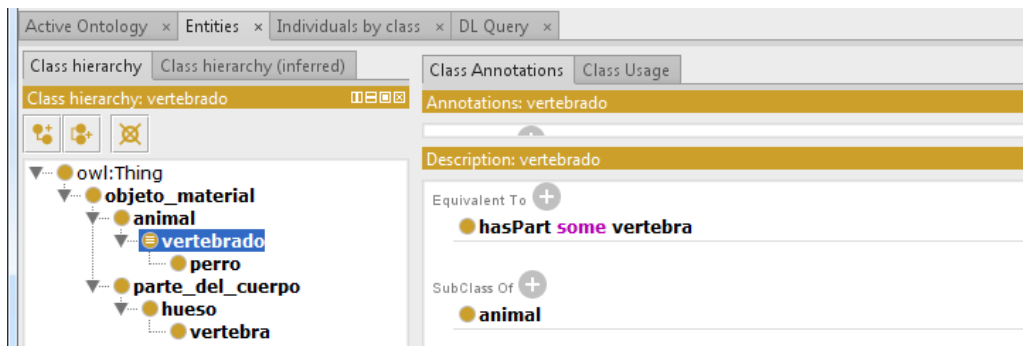 Active Ontology × Entities × Individuals by class × DL Query ×
Class hierarchy Class hierarchy (inferred)
Class hierarchy: vertebrado
owl:Thing
objeto_material
animal
vertebrado
perro
parte_del_cuerpo
hueso
vertebra
Class Annotations Class Usage
Annotations: vertebrado
Description: vertebrado
Equivalent To
hasPart some vertebra
SubClass Of
animal